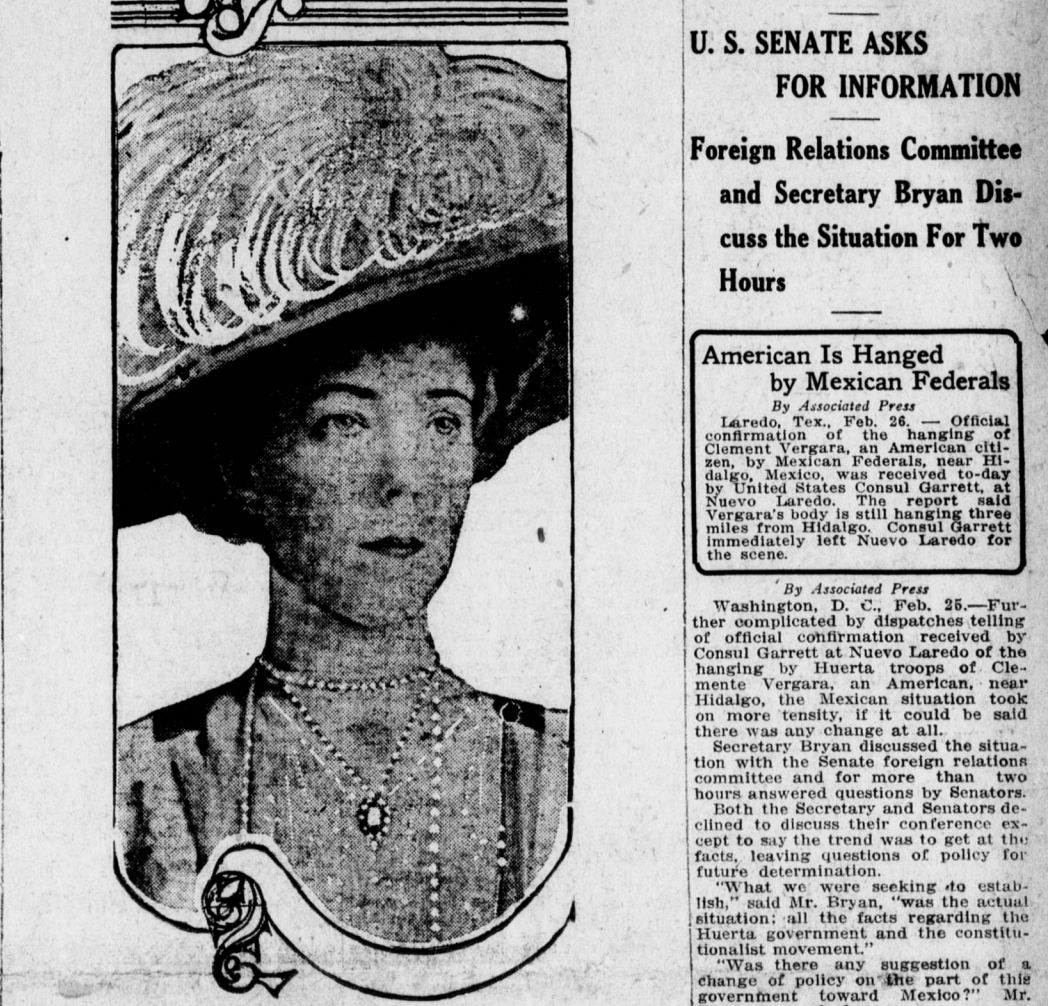 U. S. SENATE ASKS
FOR INFORMATION
Foreign Relations Committee
and Secretary Bryan Dis-
cuss the Situation For Two
Hours
American Is Hanged
by Mexican Federals
By Associated Press
Laredo, Tex., Feb. 26. — Official
confirmation of the hanging of
Clement Vergara, an American citi-
zen, by Mexican Federals, near Hi-
dalgo, Mexico, was received to-day
by United States Consul Garrett, at
Nuevo Laredo. The report said
Vergara's body is still hanging three
miles from Hidalgo. Consul Garrett
immediately left Nuevo Laredo for
the scene.
By Associated Press
Washington, D. C., Feb. 26.—Fur-
ther complicated by dispatches telling
of official confirmation received by
Consul Garrett at Nuevo Laredo of the
hanging by Huerta troops of Cle-
mente Vergara, an American, near
Hidalgo, the Mexican situation took
on more tensity, if it could be said
there was any change at all.
Secretary Bryan discussed the situa-
tion with the Senate foreign relations
committee and for more than two
hours answered questions by Senators.
Both the Secretary and Senators de-
clined to discuss their conference ex-
cept to say the trend was to get at the
facts, leaving questions of policy for
future determination.
"What we were seeking to estab-
lish," said Mr. Bryan, "was the actual
situation; all the facts regarding the
Huerta government and the constitu-
tionalist movement."
"Was there any suggestion of a
change of policy on the part of this
government toward Mexico?" Mr.